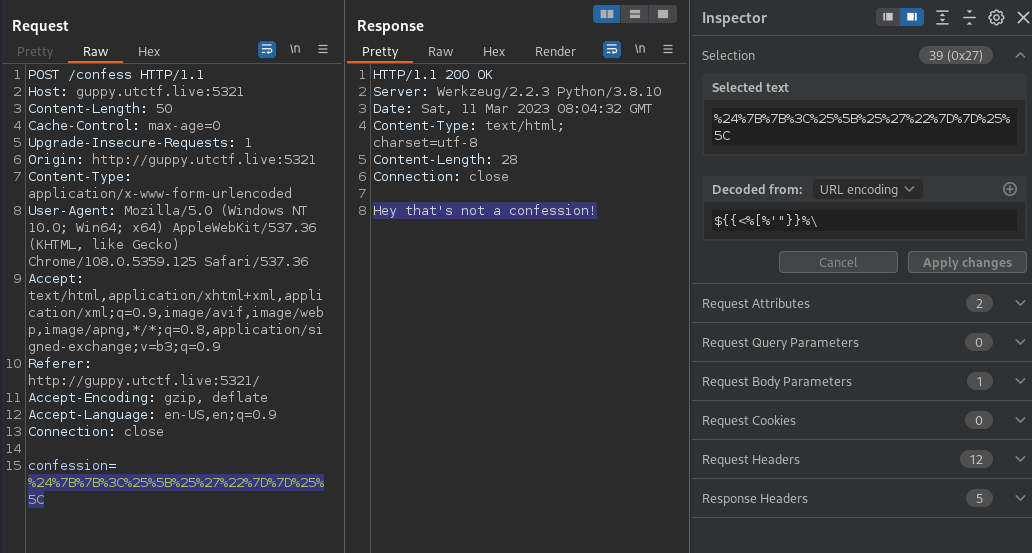 Request
Pretty Raw Hex \n
1 POST /confess HTTP/1.1
2 Host: guppy.utctf.live:5321
3 Content-Length: 50
4 Cache-Control: max-age=0
5 Upgrade-Insecure-Requests: 1
6 Origin: http://guppy.utctf.live:5321
7 Content-Type:
application/x-www-form-urlencoded
8 User-Agent: Mozilla/5.0 (Windows NT
10.0; Win64; x64) AppleWebKit/537.36
(KHTML, like Gecko)
Chrome/108.0.5359.125 Safari/537.36
9 Accept:
text/html,application/xhtml+xml,appli
cation/xml;q=0.9,image/avif,image/web
p,image/apng,*/*;q=0.8,application/si
gned-exchange;v=b3;q=0.9
10 Referer:
http://guppy.utctf.live:5321/
11 Accept-Encoding: gzip, deflate
12 Accept-Language: en-US,en;q=0.9
13 Connection: close
14
15 confession=
%24%7B%7B%3C%25%5B%25%27%22%7D%7D%25%
5C
Response
Pretty Raw Hex Render \n
1 HTTP/1.1 200 OK
2 Server: Werkzeug/2.2.3 Python/3.8.10
3 Date: Sat, 11 Mar 2023 08:04:32 GMT
4 Content-Type: text/html;
charset=utf-8
5 Content-Length: 28
6 Connection: close
7
8 Hey that's not a confession!
Inspector
Selection 39 (0x27)
Selected text
%24%7B%7B%3C%25%5B%25%27%22%7D%7D%25%
5C
Decoded from: URL encoding
${{<%[%'"}}%\
Cancel Apply changes
Request Attributes 2
Request Query Parameters 0
Request Body Parameters 1
Request Cookies 0
Request Headers 12
Response Headers 5